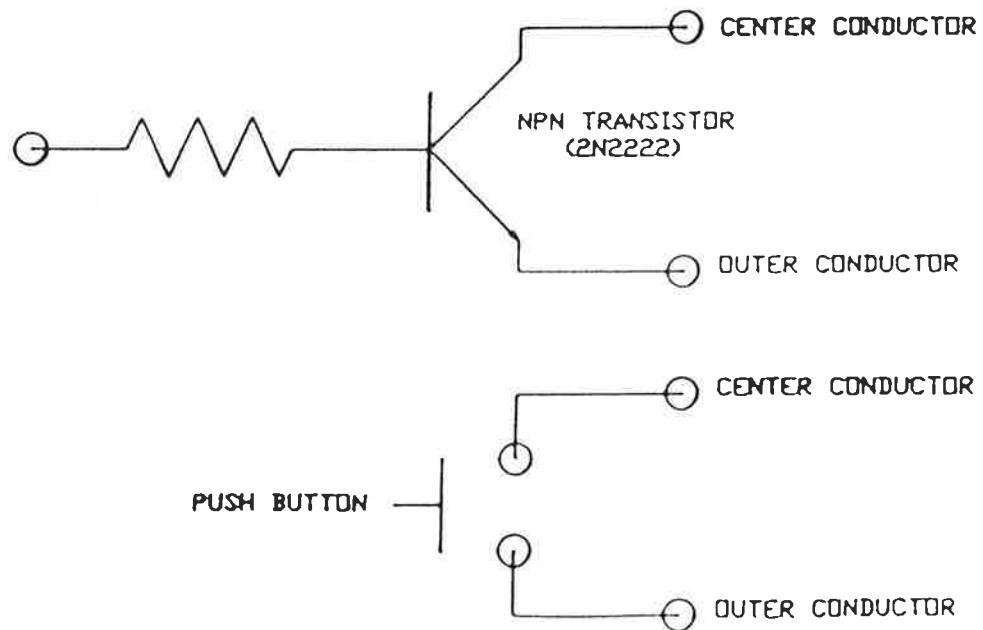 CENTER CONDUCTOR
NPN TRANSISTOR
(2N2222)
OUTER CONDUCTOR
CENTER CONDUCTOR
PUSH BUTTON
OUTER CONDUCTOR